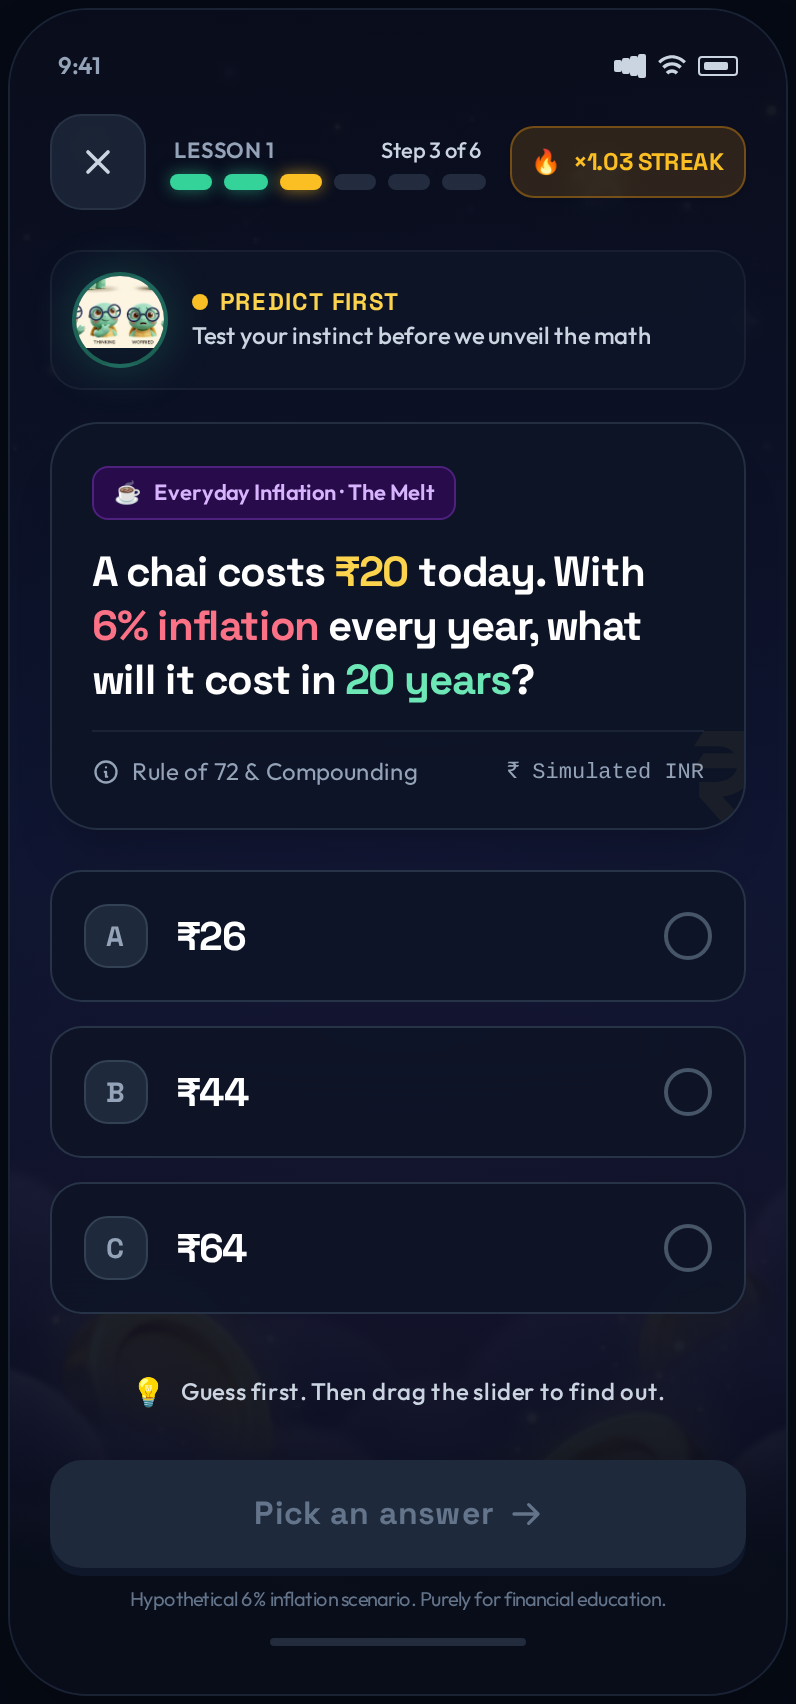 9:41
LESSON 1
Step 3 of 6
🔥 ×1.03 STREAK
THINKING
WORRIED
PREDICT FIRST
Test your instinct before we unveil the math
☕ Everyday Inflation · The Melt
A chai costs ₹20 today. With
6% inflation every year, what
will it cost in 20 years?
Rule of 72 & Compounding
₹ Simulated INR
₹
A
₹26
B
₹44
C
₹64
💡 Guess first. Then drag the slider to find out.
Pick an answer →
Hypothetical 6% inflation scenario. Purely for financial education.